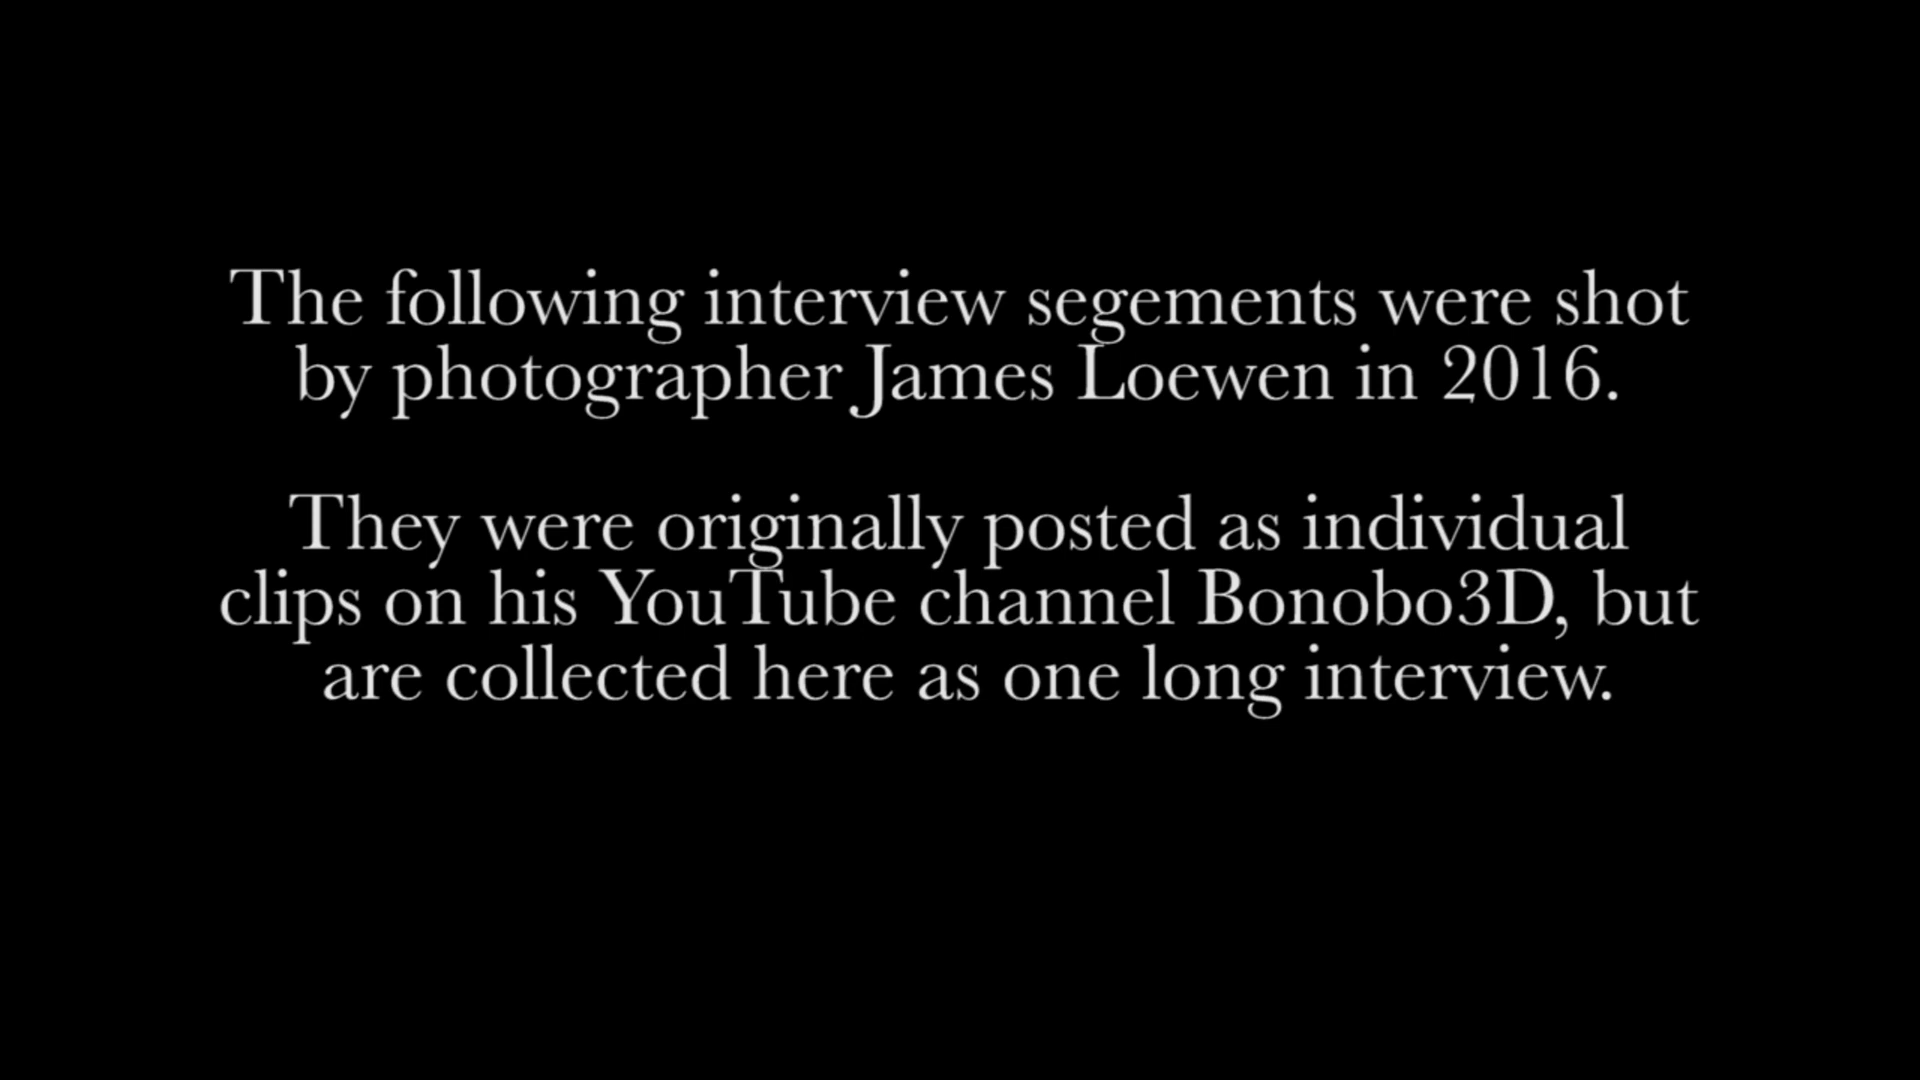 The following interview segements were shot
by photographer James Loewen in 2016.
They were originally posted as individual
clips on his YouTube channel Bonobo3D, but
are collected here as one long interview.